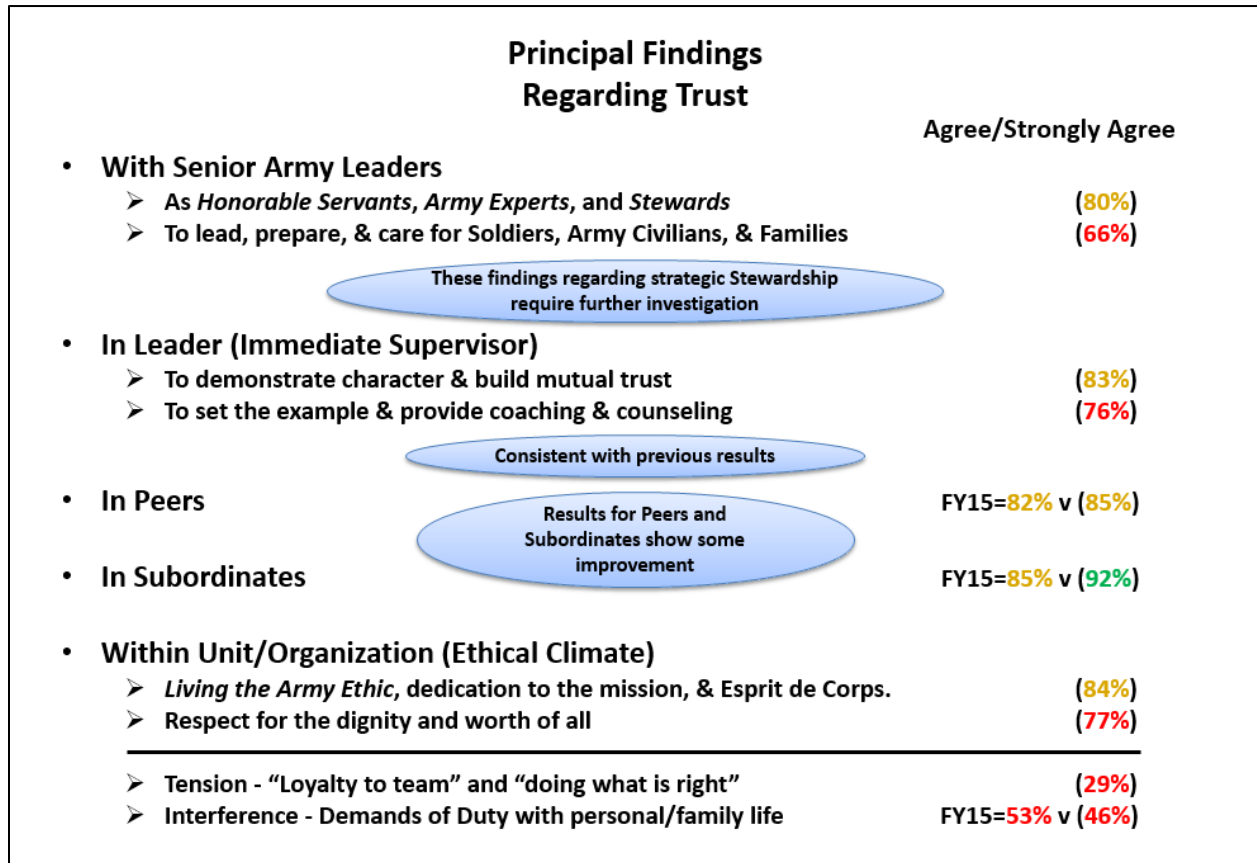 Principal Findings
Regarding Trust
Agree/Strongly Agree
• With Senior Army Leaders
➢ As Honorable Servants, Army Experts, and Stewards (80%)
➢ To lead, prepare, & care for Soldiers, Army Civilians, & Families (66%)
These findings regarding strategic Stewardship
require further investigation
• In Leader (Immediate Supervisor)
➢ To demonstrate character & build mutual trust (83%)
➢ To set the example & provide coaching & counseling (76%)
Consistent with previous results
• In Peers FY15=82% v (85%)
Results for Peers and
Subordinates show some
improvement
• In Subordinates FY15=85% v (92%)
• Within Unit/Organization (Ethical Climate)
➢ Living the Army Ethic, dedication to the mission, & Esprit de Corps. (84%)
➢ Respect for the dignity and worth of all (77%)
➢ Tension - “Loyalty to team” and “doing what is right” (29%)
➢ Interference - Demands of Duty with personal/family life FY15=53% v (46%)